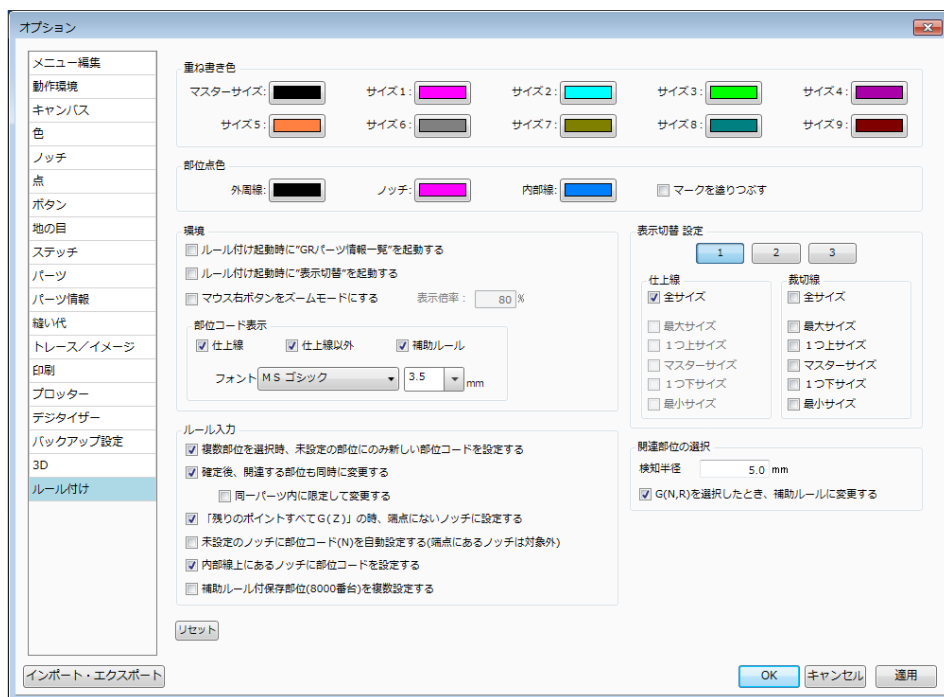 オプション
メニュー編集
動作環境
キャンバス
色
ノッチ
点
ボタン
地の目
ステッチ
パーツ
パーツ情報
縫い代
トレース／イメージ
印刷
プロッター
デジタイザー
バックアップ設定
3D
ルール付け
重ね書き色
マスターサイズ: サイズ1: サイズ2: サイズ3: サイズ4:
サイズ5: サイズ6: サイズ7: サイズ8: サイズ9:
部位点色
外周線: ノッチ: 内部線: マークを塗りつぶす
環境
ルール付け起動時に"GRパーツ情報一覧"を起動する
ルール付け起動時に"表示切替"を起動する
マウス右ボタンをズームモードにする 表示倍率： 80 %
部位コード表示
仕上線 仕上線以外 補助ルール
フォント ＭＳ ゴシック 3.5 mm
ルール入力
複数部位を選択時、未設定の部位にのみ新しい部位コードを設定する
確定後、関連する部位も同時に変更する
同一パーツ内に限定して変更する
「残りのポイントすべてG(Z)」の時、端点にないノッチに設定する
未設定のノッチに部位コード(N)を自動設定する(端点にあるノッチは対象外)
内部線上にあるノッチに部位コードを設定する
補助ルール付保存部位(8000番台)を複数設定する
リセット
表示切替 設定
1 2 3
仕上線
全サイズ
最大サイズ
１つ上サイズ
マスターサイズ
１つ下サイズ
最小サイズ
裁切線
全サイズ
最大サイズ
１つ上サイズ
マスターサイズ
１つ下サイズ
最小サイズ
関連部位の選択
検知半径 5.0 mm
G(N,R)を選択したとき、補助ルールに変更する
インポート・エクスポート OK キャンセル 適用